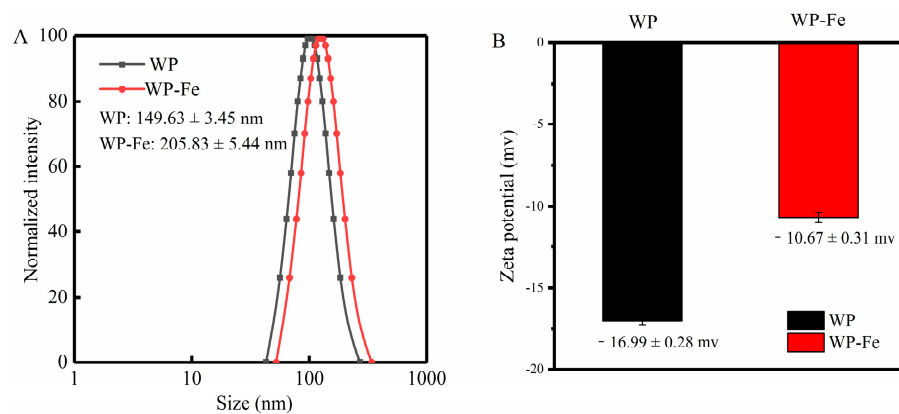 A
100
80
60
40
20
0
Normalized intensity
WP
WP-Fe
WP: 149.63 ± 3.45 nm
WP-Fe: 205.83 ± 5.44 nm
1
10
100
1000
Size (nm)
B
WP
WP-Fe
0
-5
-10
-15
-20
Zeta potential (mv)
- 10.67 ± 0.31 mv
- 16.99 ± 0.28 mv
WP
WP-Fe